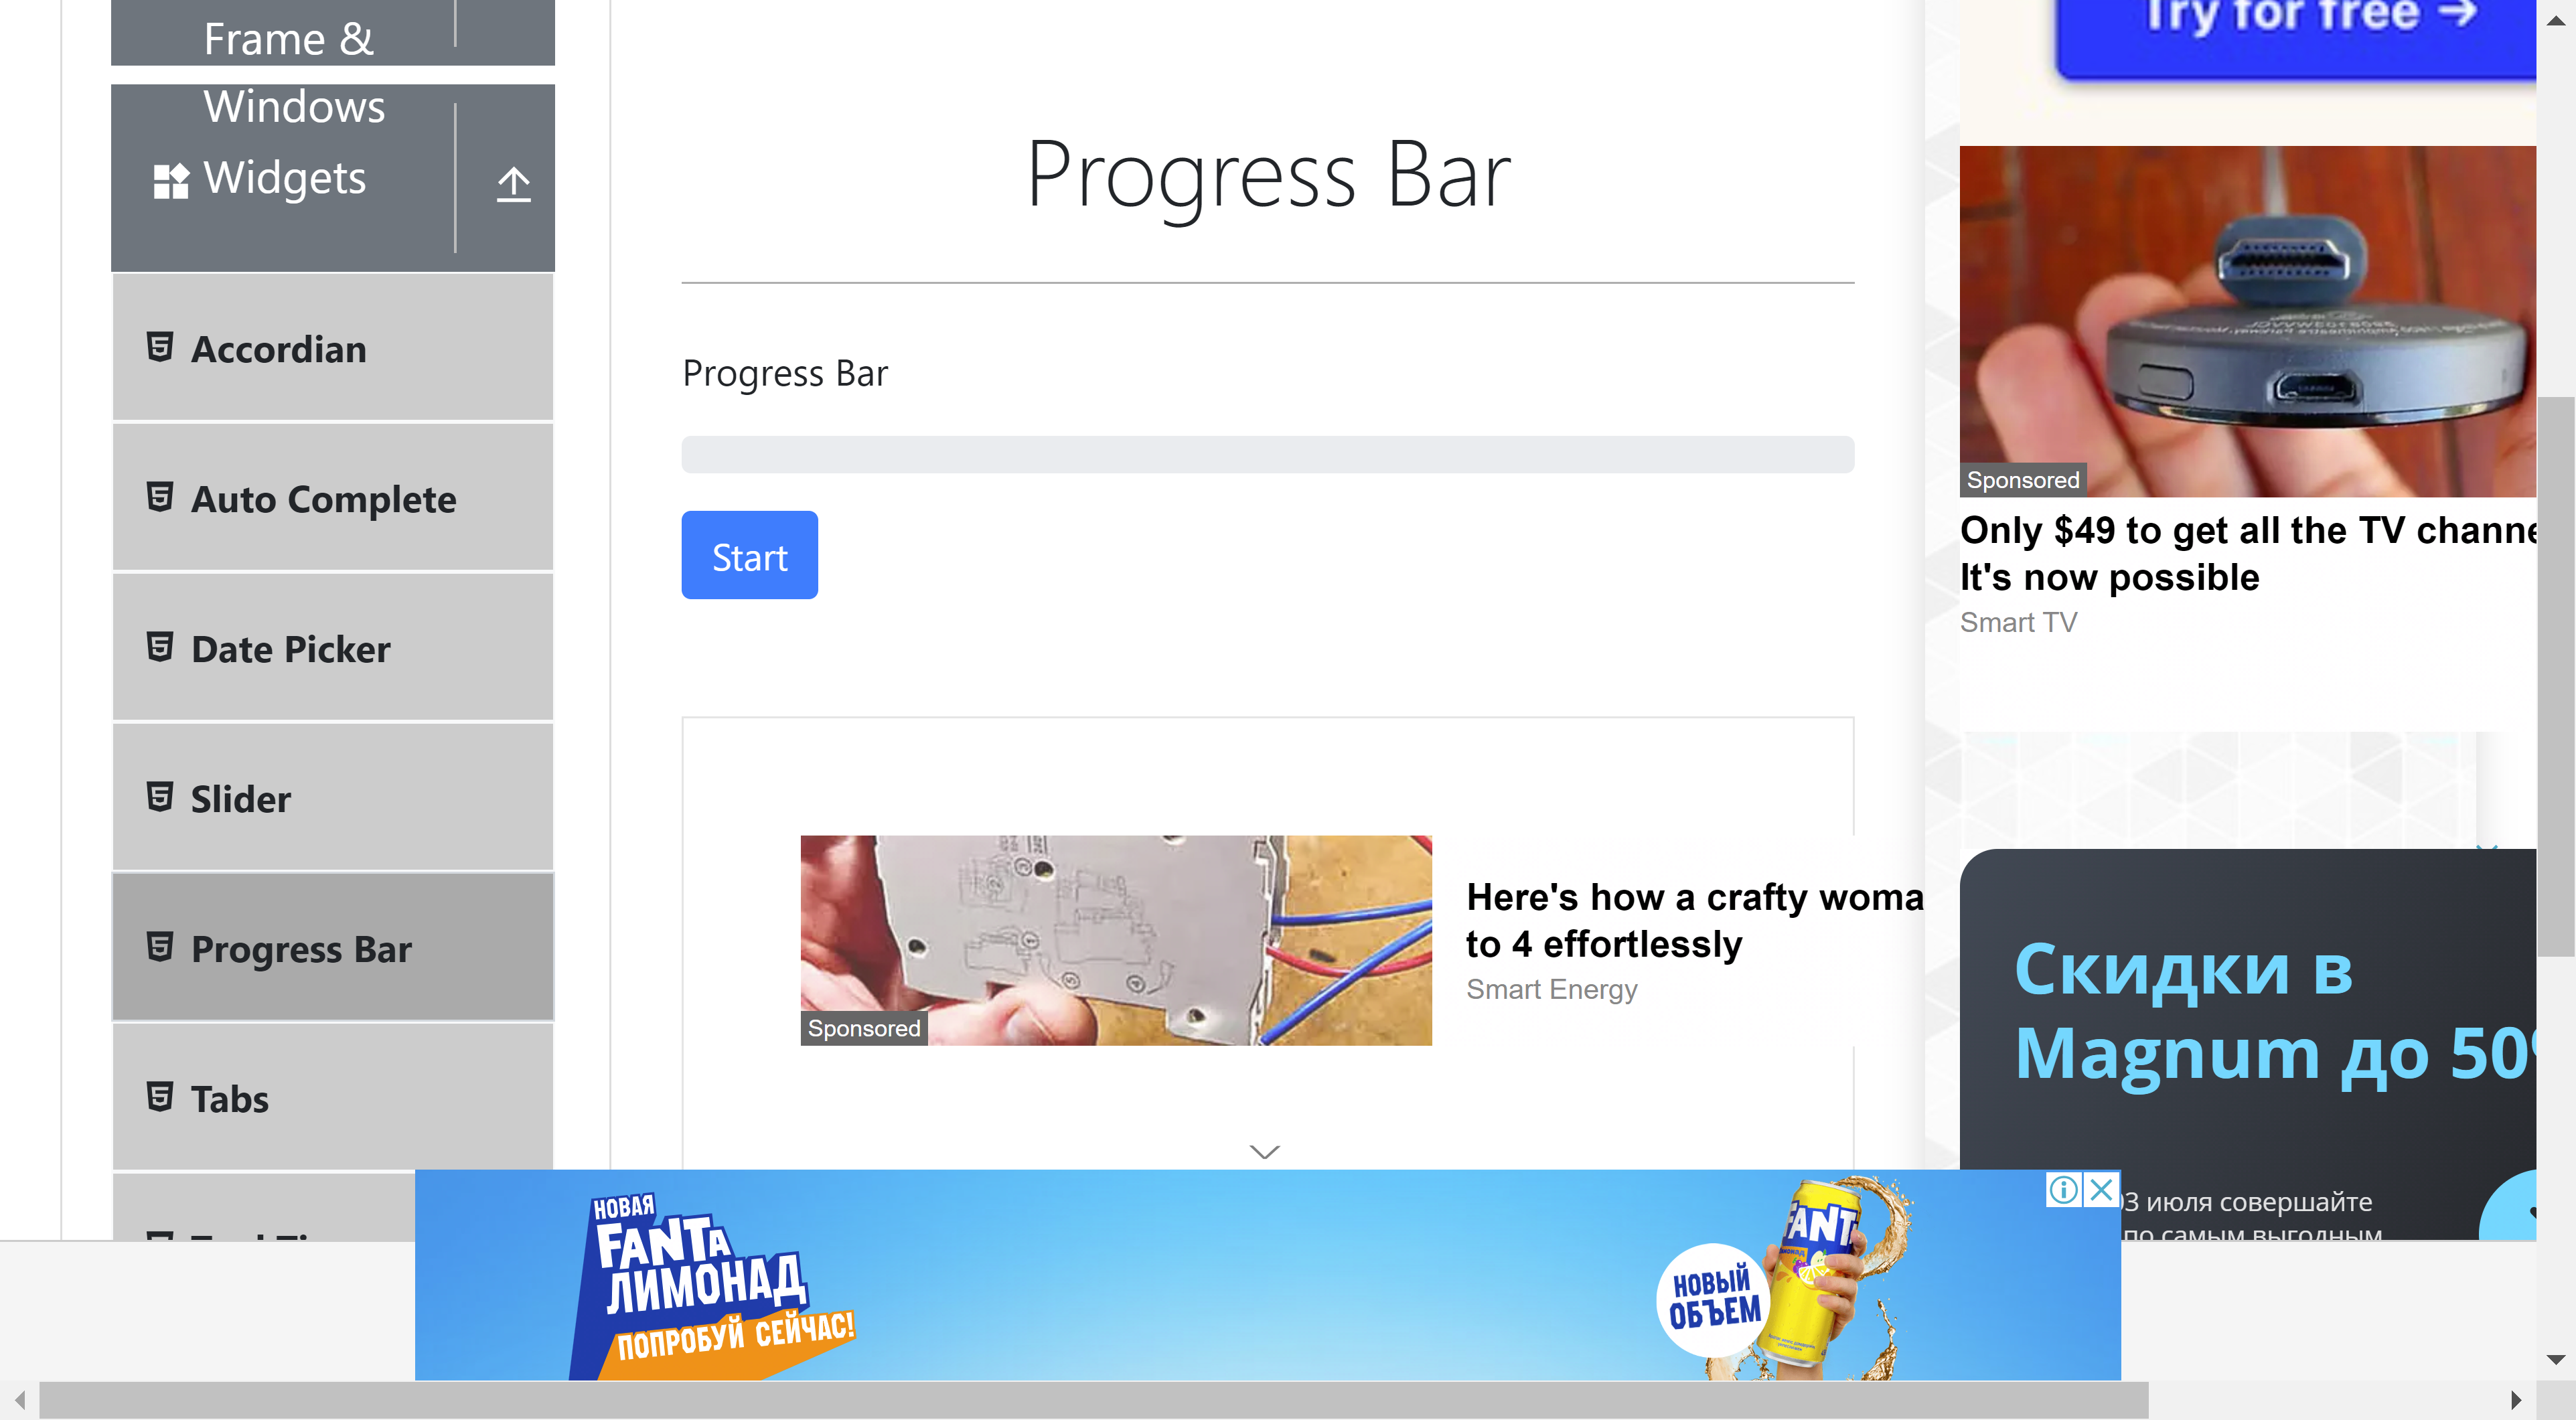 Frame &
Windows
Widgets
Accordian
Auto Complete
Date Picker
Slider
Progress Bar
Tabs
Progress Bar
Progress Bar
Start
Sponsored
Here's how a crafty woma
to 4 effortlessly
Smart Energy
Try for free →
Sponsored
Only $49 to get all the TV channe
It's now possible
Smart TV
Скидки в
Magnum до 50%
03 июля совершайте
по самым выгодным
НОВАЯ
FANTA
ЛИМОНАД
ПОПРОБУЙ СЕЙЧАС!
НОВЫЙ
ОБЪЕМ
FANT
ЛИМОНАД